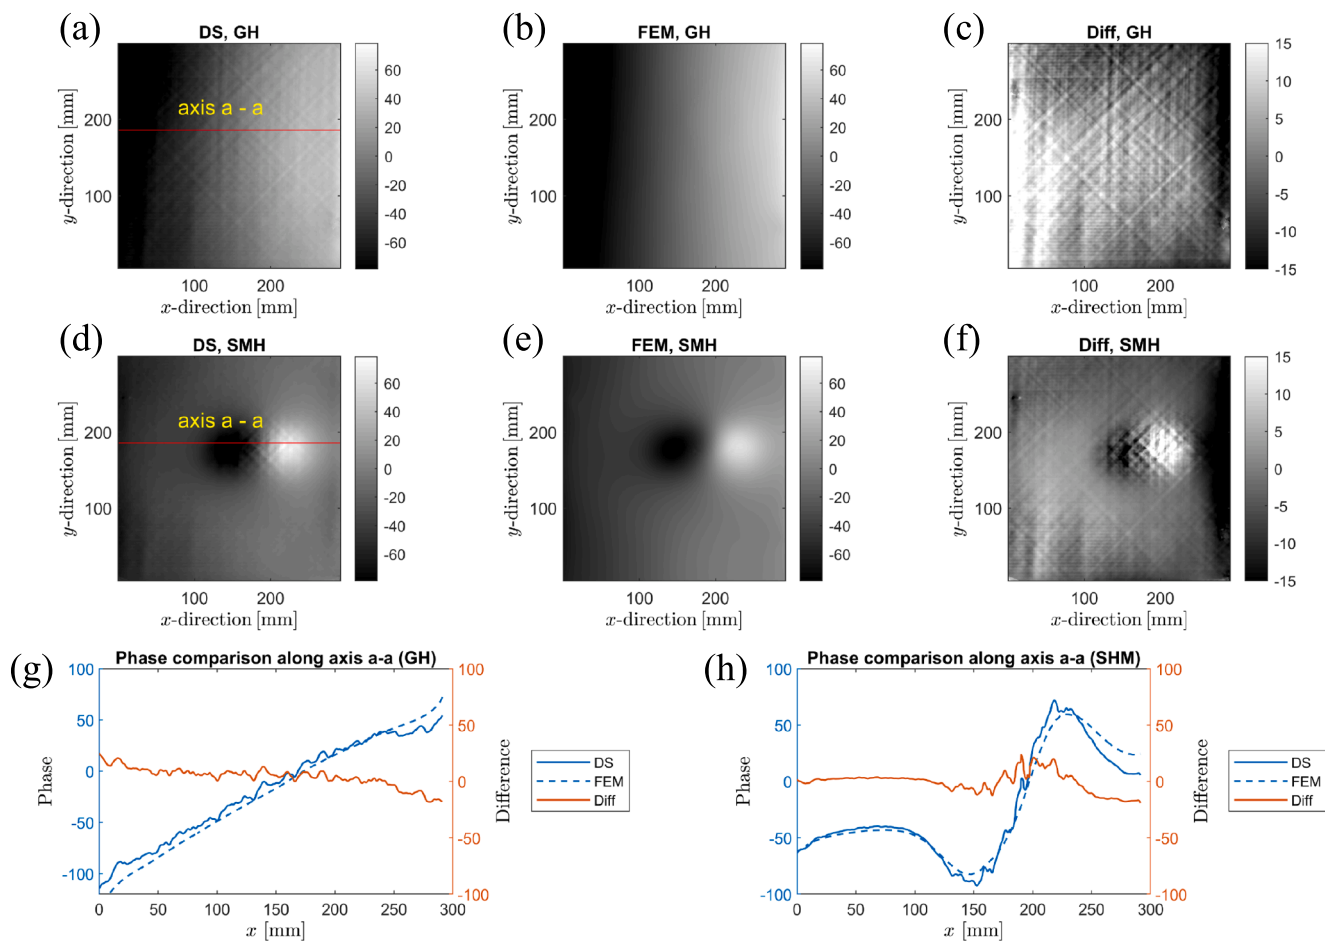 (a)
DS, GH
axis a - a
y-direction [mm]
200
100
100
200
x-direction [mm]
60
40
20
0
-20
-40
-60
(b)
FEM, GH
y-direction [mm]
200
100
100
200
x-direction [mm]
60
40
20
0
-20
-40
-60
(c)
Diff, GH
y-direction [mm]
200
100
100
200
x-direction [mm]
15
10
5
0
-5
-10
-15
(d)
DS, SMH
axis a - a
y-direction [mm]
200
100
100
200
x-direction [mm]
60
40
20
0
-20
-40
-60
(e)
FEM, SMH
y-direction [mm]
200
100
100
200
x-direction [mm]
60
40
20
0
-20
-40
-60
(f)
Diff, SMH
y-direction [mm]
200
100
100
200
x-direction [mm]
15
10
5
0
-5
-10
-15
(g)
Phase comparison along axis a-a (GH)
Phase
100
50
0
-50
-100
0
50
100
150
200
250
300
x [mm]
100
50
0
-50
-100
Difference
DS
FEM
Diff
(h)
Phase comparison along axis a-a (SHM)
Phase
100
50
0
-50
-100
0
50
100
150
200
250
300
x [mm]
100
50
0
-50
-100
Difference
DS
FEM
Diff